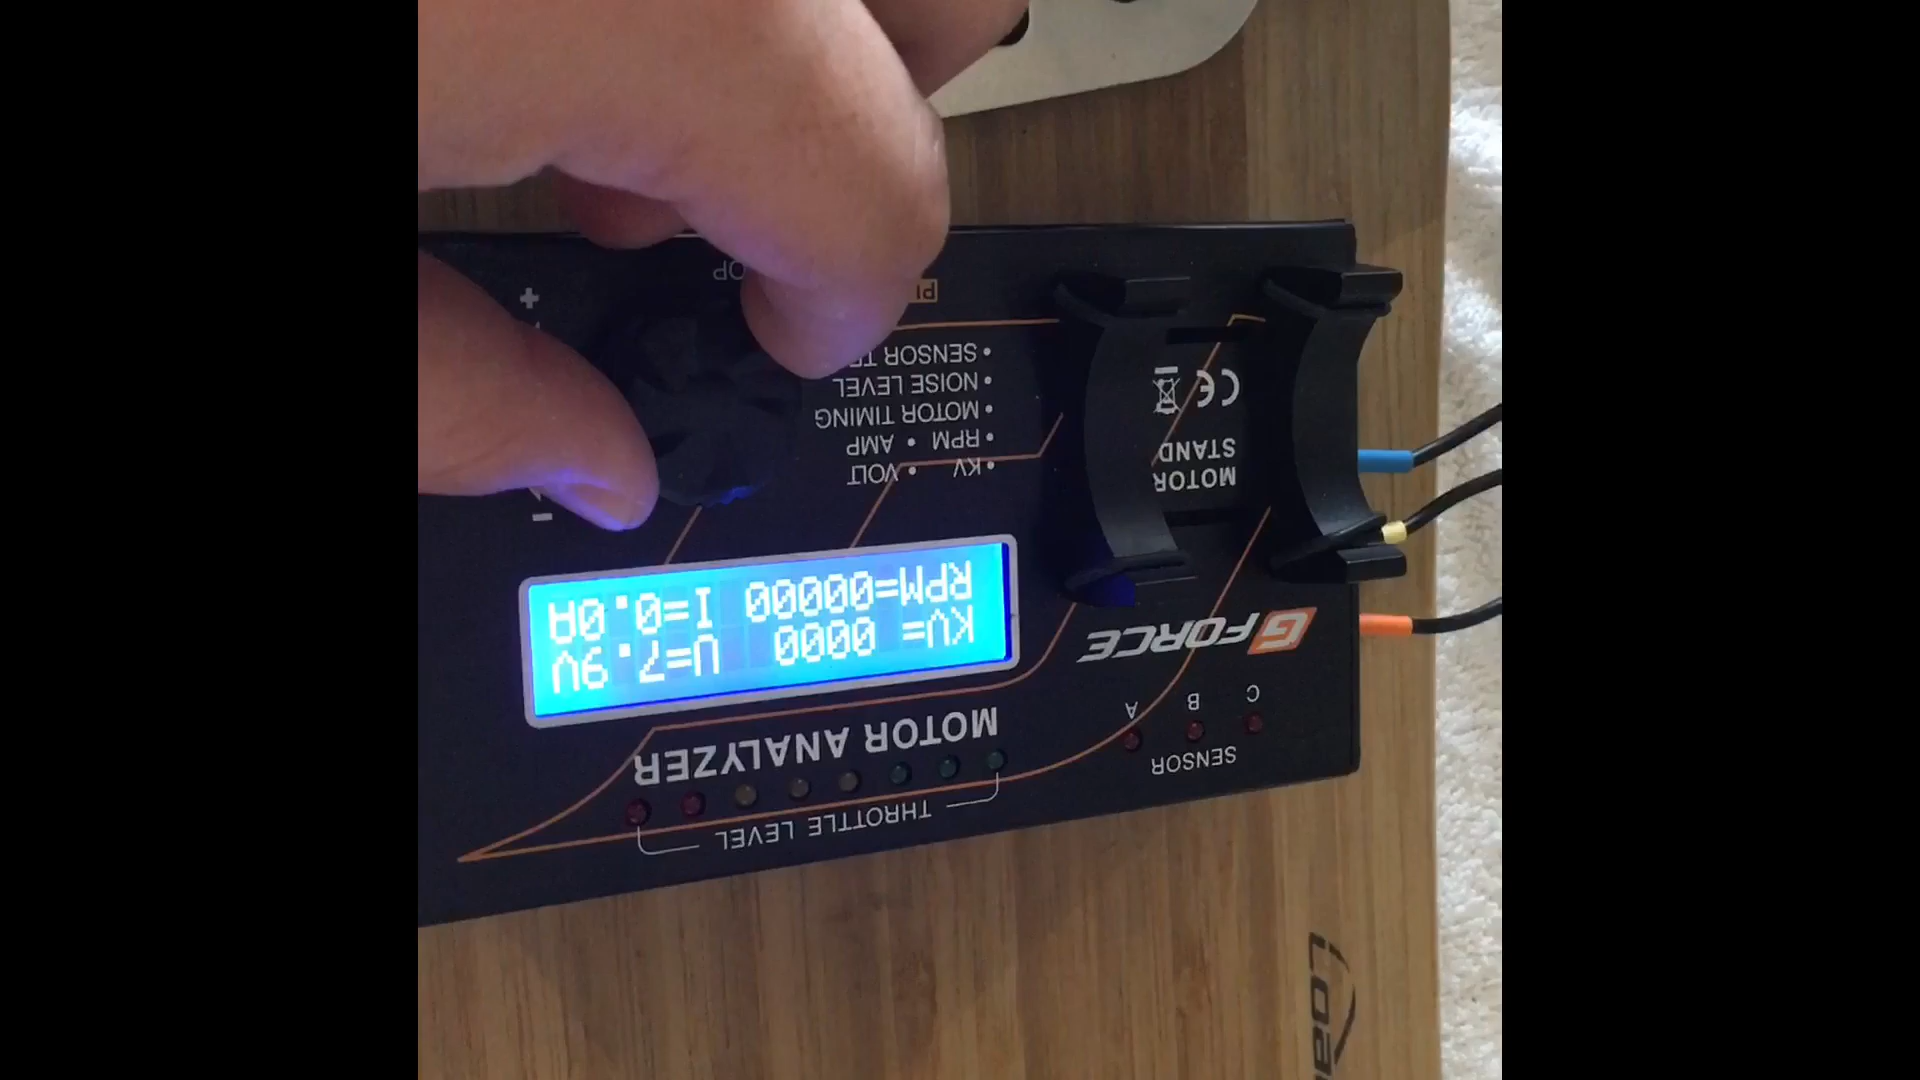 THROTTLE LEVEL
SENSOR
C B A
MOTOR ANALYZER
G FORCE
KV= 0000 U=7.9V
RPM=00000 I=0.0A
MOTOR
STAND
CE
• KV • VOLT
• RPM • AMP
• MOTOR TIMING
• NOISE LEVEL
• SENSOR
−
+